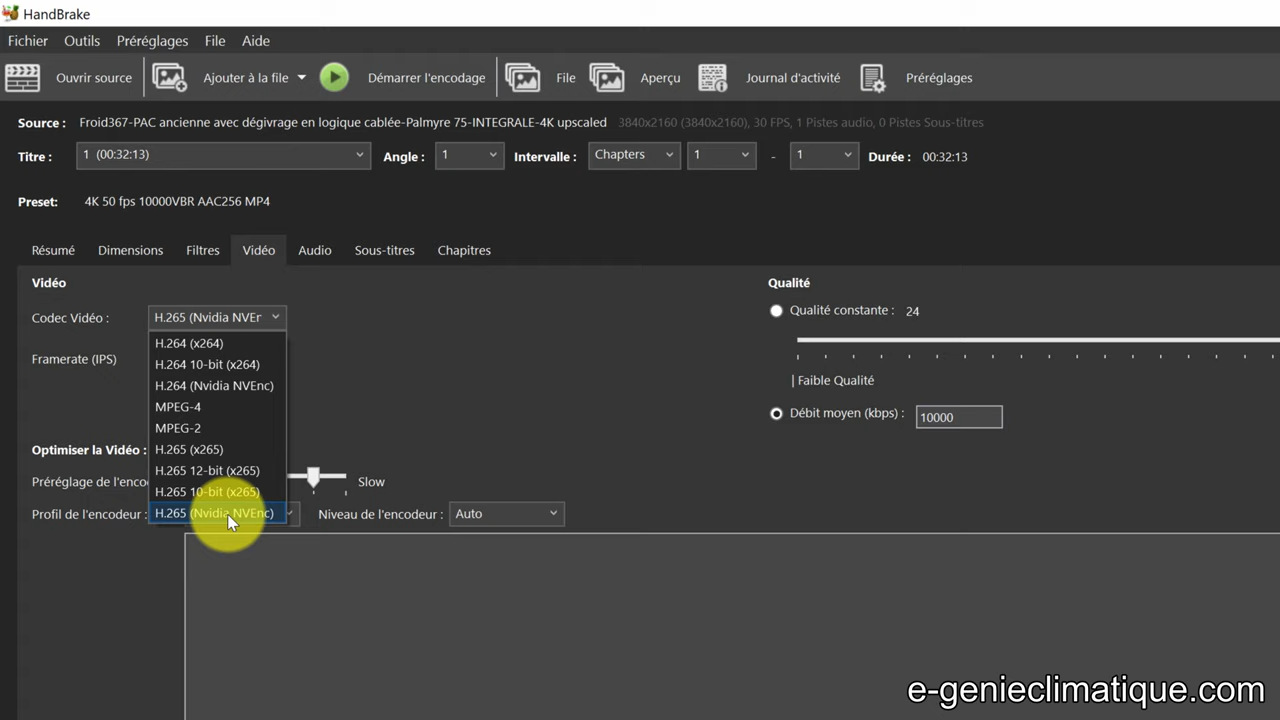 HandBrake
Fichier Outils Préréglages File Aide
Ouvrir source Ajouter à la file Démarrer l'encodage File Aperçu Journal d'activité Préréglages
Source : Froid367-PAC ancienne avec dégivrage en logique cablée-Palmyre 75-INTEGRALE-4K upscaled 3840x2160 (3840x2160), 30 FPS, 1 Pistes audio, 0 Pistes Sous-titres
Titre : 1 (00:32:13) Angle : 1 Intervalle : Chapters 1 - 1 Durée : 00:32:13
Preset: 4K 50 fps 10000VBR AAC256 MP4
Résumé Dimensions Filtres Vidéo Audio Sous-titres Chapitres
Vidéo Qualité
Codec Vidéo : H.265 (Nvidia NVEr Qualité constante : 24
H.264 (x264)
Framerate (IPS) H.264 10-bit (x264)
H.264 (Nvidia NVEnc) | Faible Qualité
MPEG-4 Débit moyen (kbps) : 10000
MPEG-2
Optimiser la Vidéo : H.265 (x265)
H.265 12-bit (x265)
Préréglage de l'enco Slow
H.265 10-bit (x265)
Profil de l'encodeur : H.265 (Nvidia NVEnc) Niveau de l'encodeur : Auto
e-genieclimatique.com